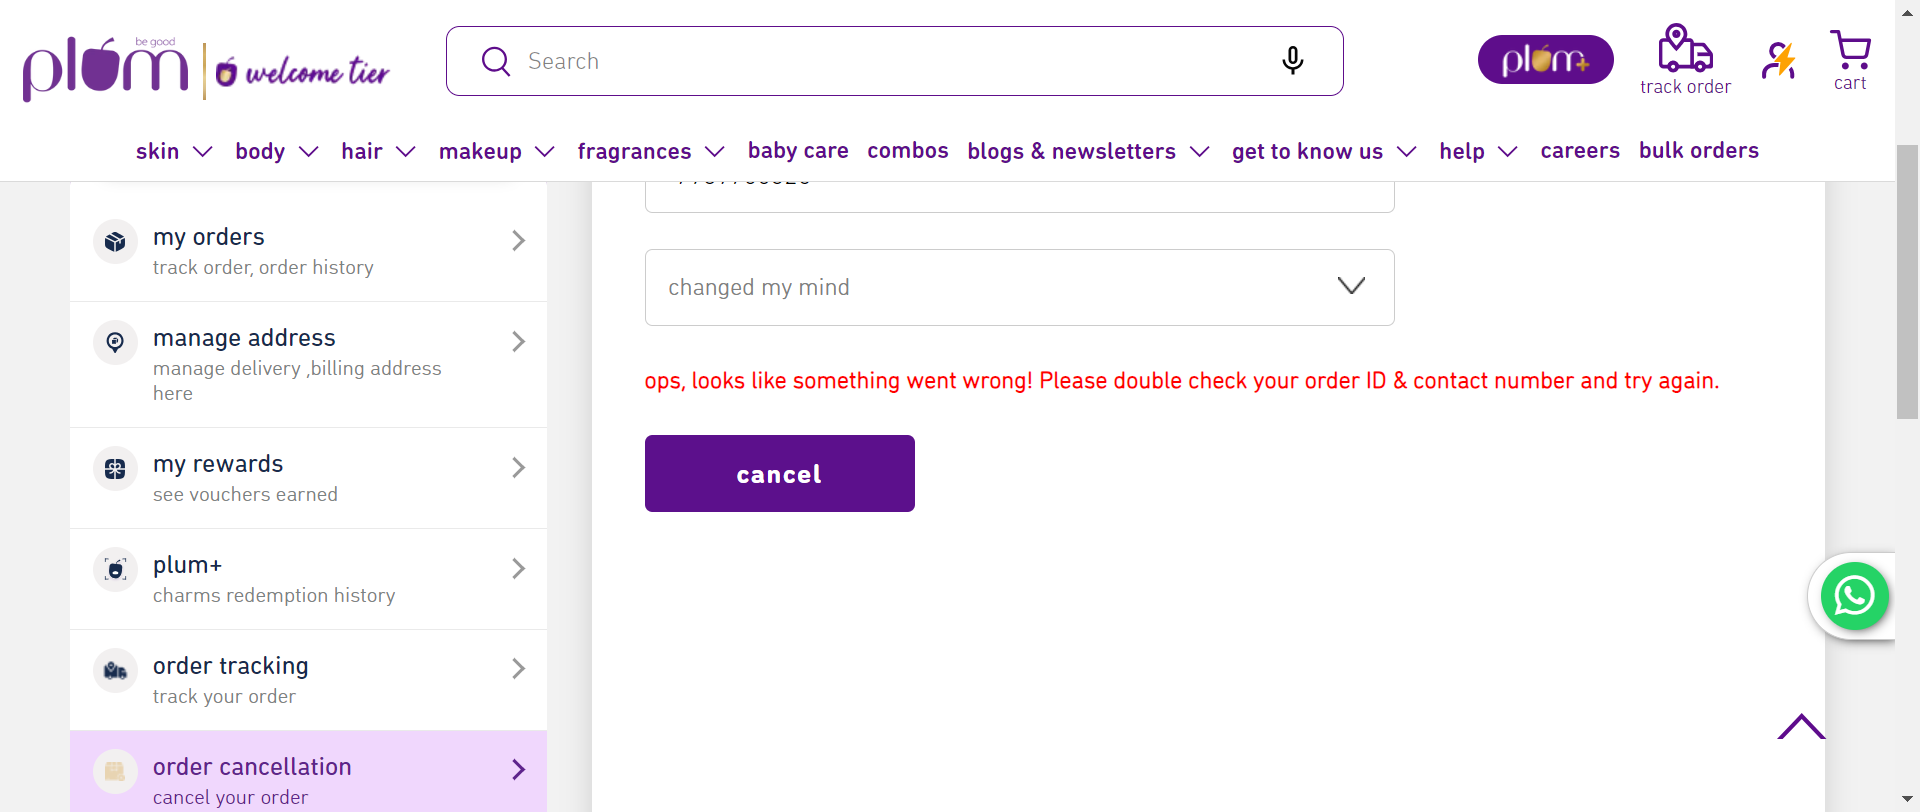 be good
plum
welcome tier
Search
plum+
track order
cart
skin
body
hair
makeup
fragrances
baby care
combos
blogs & newsletters
get to know us
help
careers
bulk orders
my orders
track order, order history
manage address
manage delivery ,billing address
here
my rewards
see vouchers earned
plum+
charms redemption history
order tracking
track your order
order cancellation
cancel your order
changed my mind
ops, looks like something went wrong! Please double check your order ID & contact number and try again.
cancel